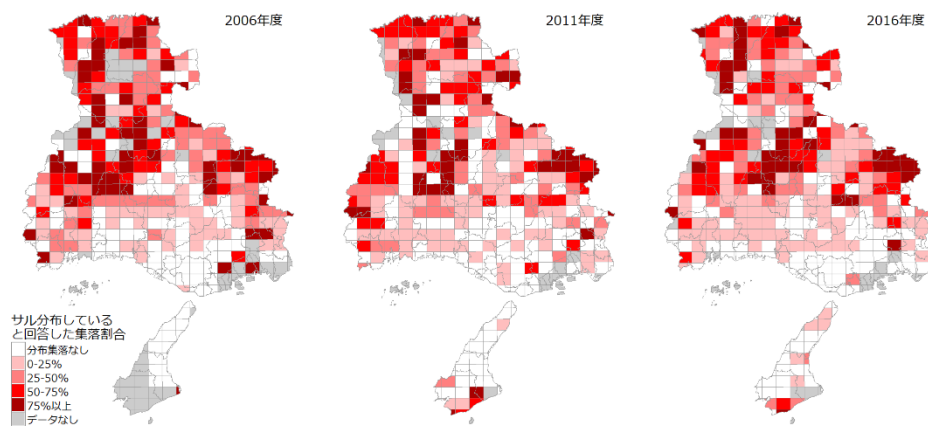 2006年度
2011年度
2016年度
サル分布している
と回答した集落割合
分布集落なし
0-25%
25-50%
50-75%
75%以上
データなし